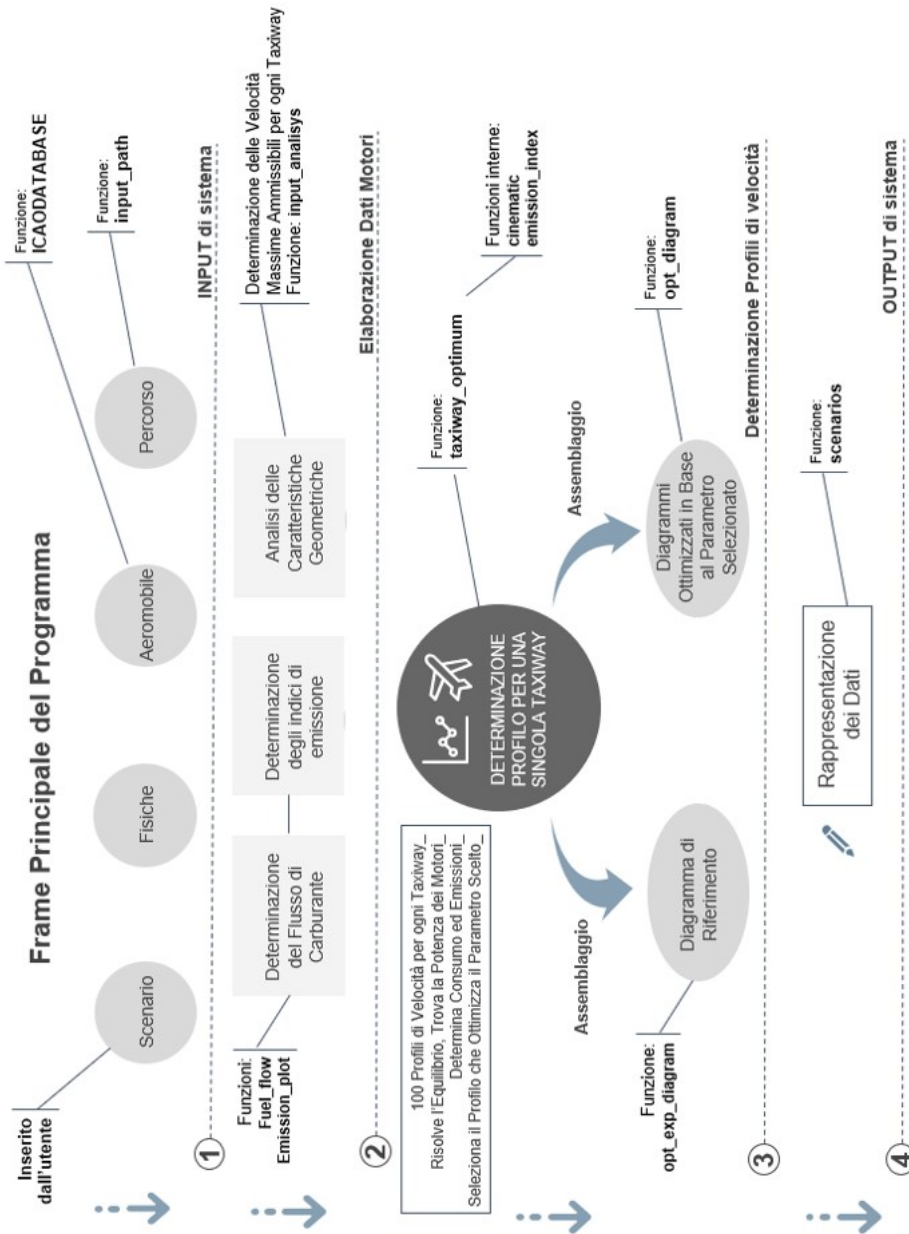 Frame Principale del Programma
Inserito
dall'utente
Scenario
Fisiche
Aeromobile
Percorso
Funzione:
ICAODATABASE
Funzione:
input_path
1
INPUT di sistema
Funzioni:
Fuel_flow
Emission_plot
Determinazione
del Flusso di
Carburante
Determinazione
degli indici di
emissione
Analisi delle
Caratteristiche
Geometriche
Determinazione delle Velocità
Massime Ammissibili per ogni Taxiway
Funzione: input_analisys
2
Elaborazione Dati Motori
100 Profili di Velocità per ogni Taxiway_
Risolve l'Equilibrio, Trova la Potenza dei Motori_
Determina Consumo ed Emissioni_
Seleziona il Profilo che Ottimizza il Parametro Scelto_
DETERMINAZIONE
PROFILO PER UNA
SINGOLA TAXIWAY
Funzione:
taxiway_optimum
Funzioni interne:
cinematic
emission_index
Assemblaggio
Assemblaggio
Funzione:
opt_exp_diagram
Diagramma di
Riferimento
Diagrammi
Ottimizzati in Base
al Parametro
Selezionato
Funzione:
opt_diagram
3
Determinazione Profili di velocità
Rappresentazione
dei Dati
Funzione:
scenarios
4
OUTPUT di sistema